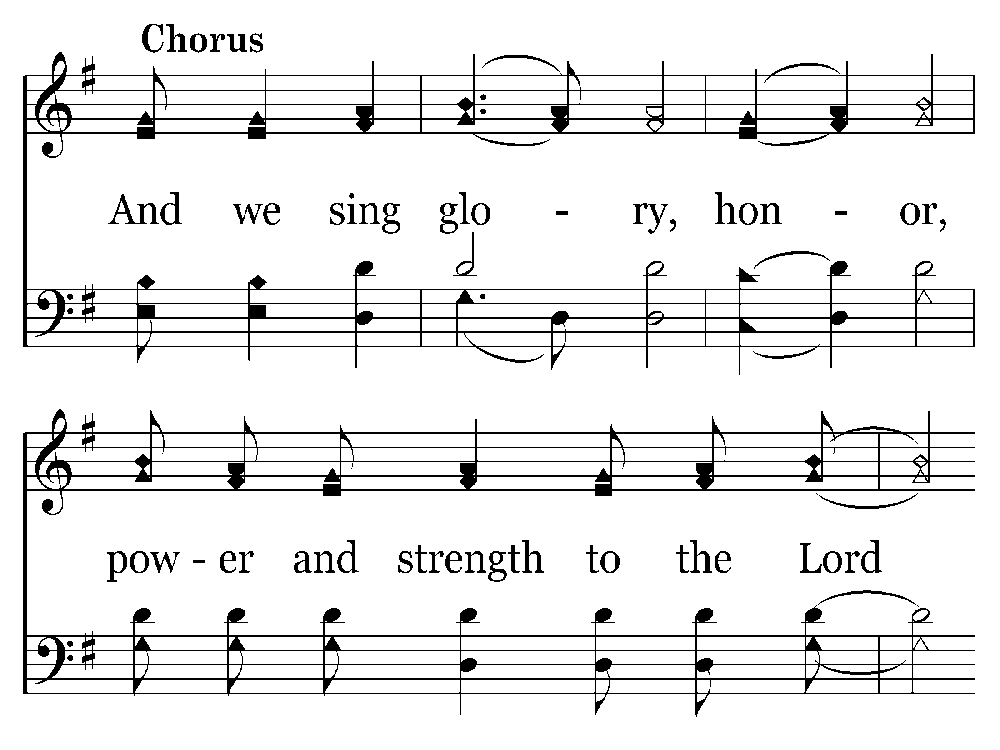 Chorus
And we sing glo - ry, hon - or,
pow - er and strength to the Lord